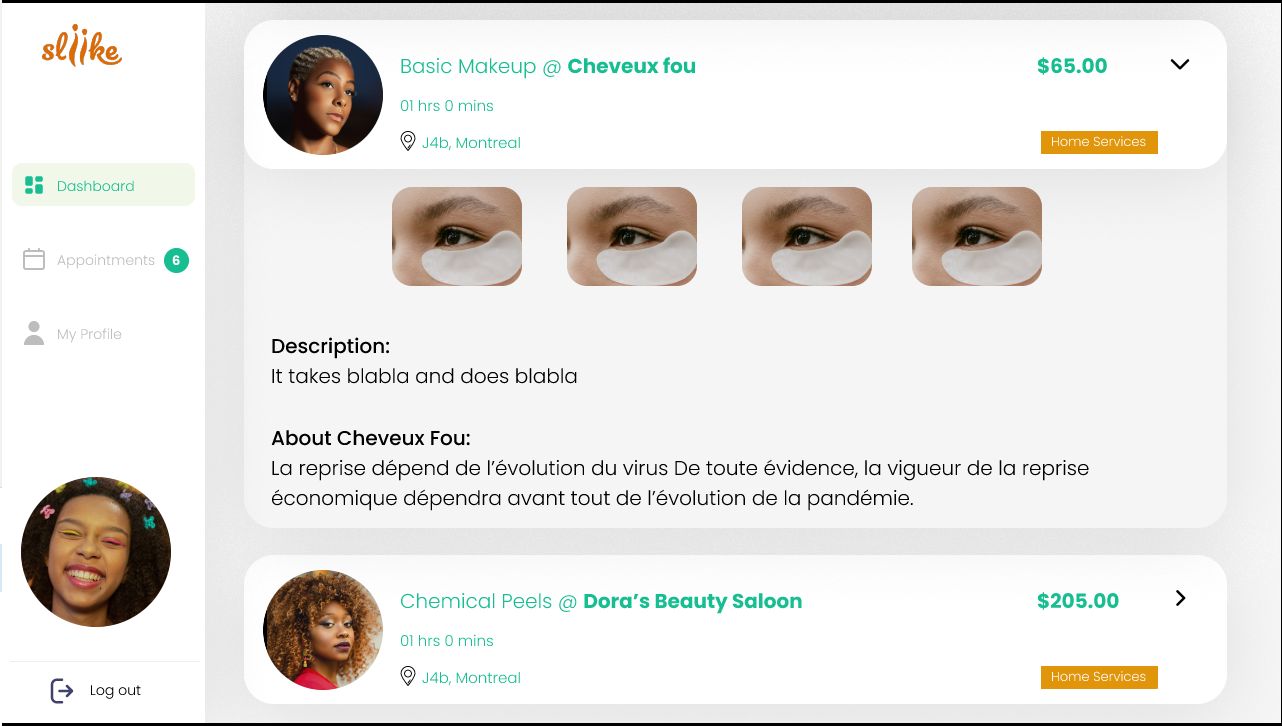 sliike
Dashboard
Appointments 6
My Profile
Log out
Basic Makeup @ Cheveux fou $65.00
01 hrs 0 mins
J4b, Montreal Home Services
Description:
It takes blabla and does blabla
About Cheveux Fou:
La reprise dépend de l’évolution du virus De toute évidence, la vigueur de la reprise
économique dépendra avant tout de l’évolution de la pandémie.
Chemical Peels @ Dora’s Beauty Saloon $205.00
01 hrs 0 mins
J4b, Montreal Home Services